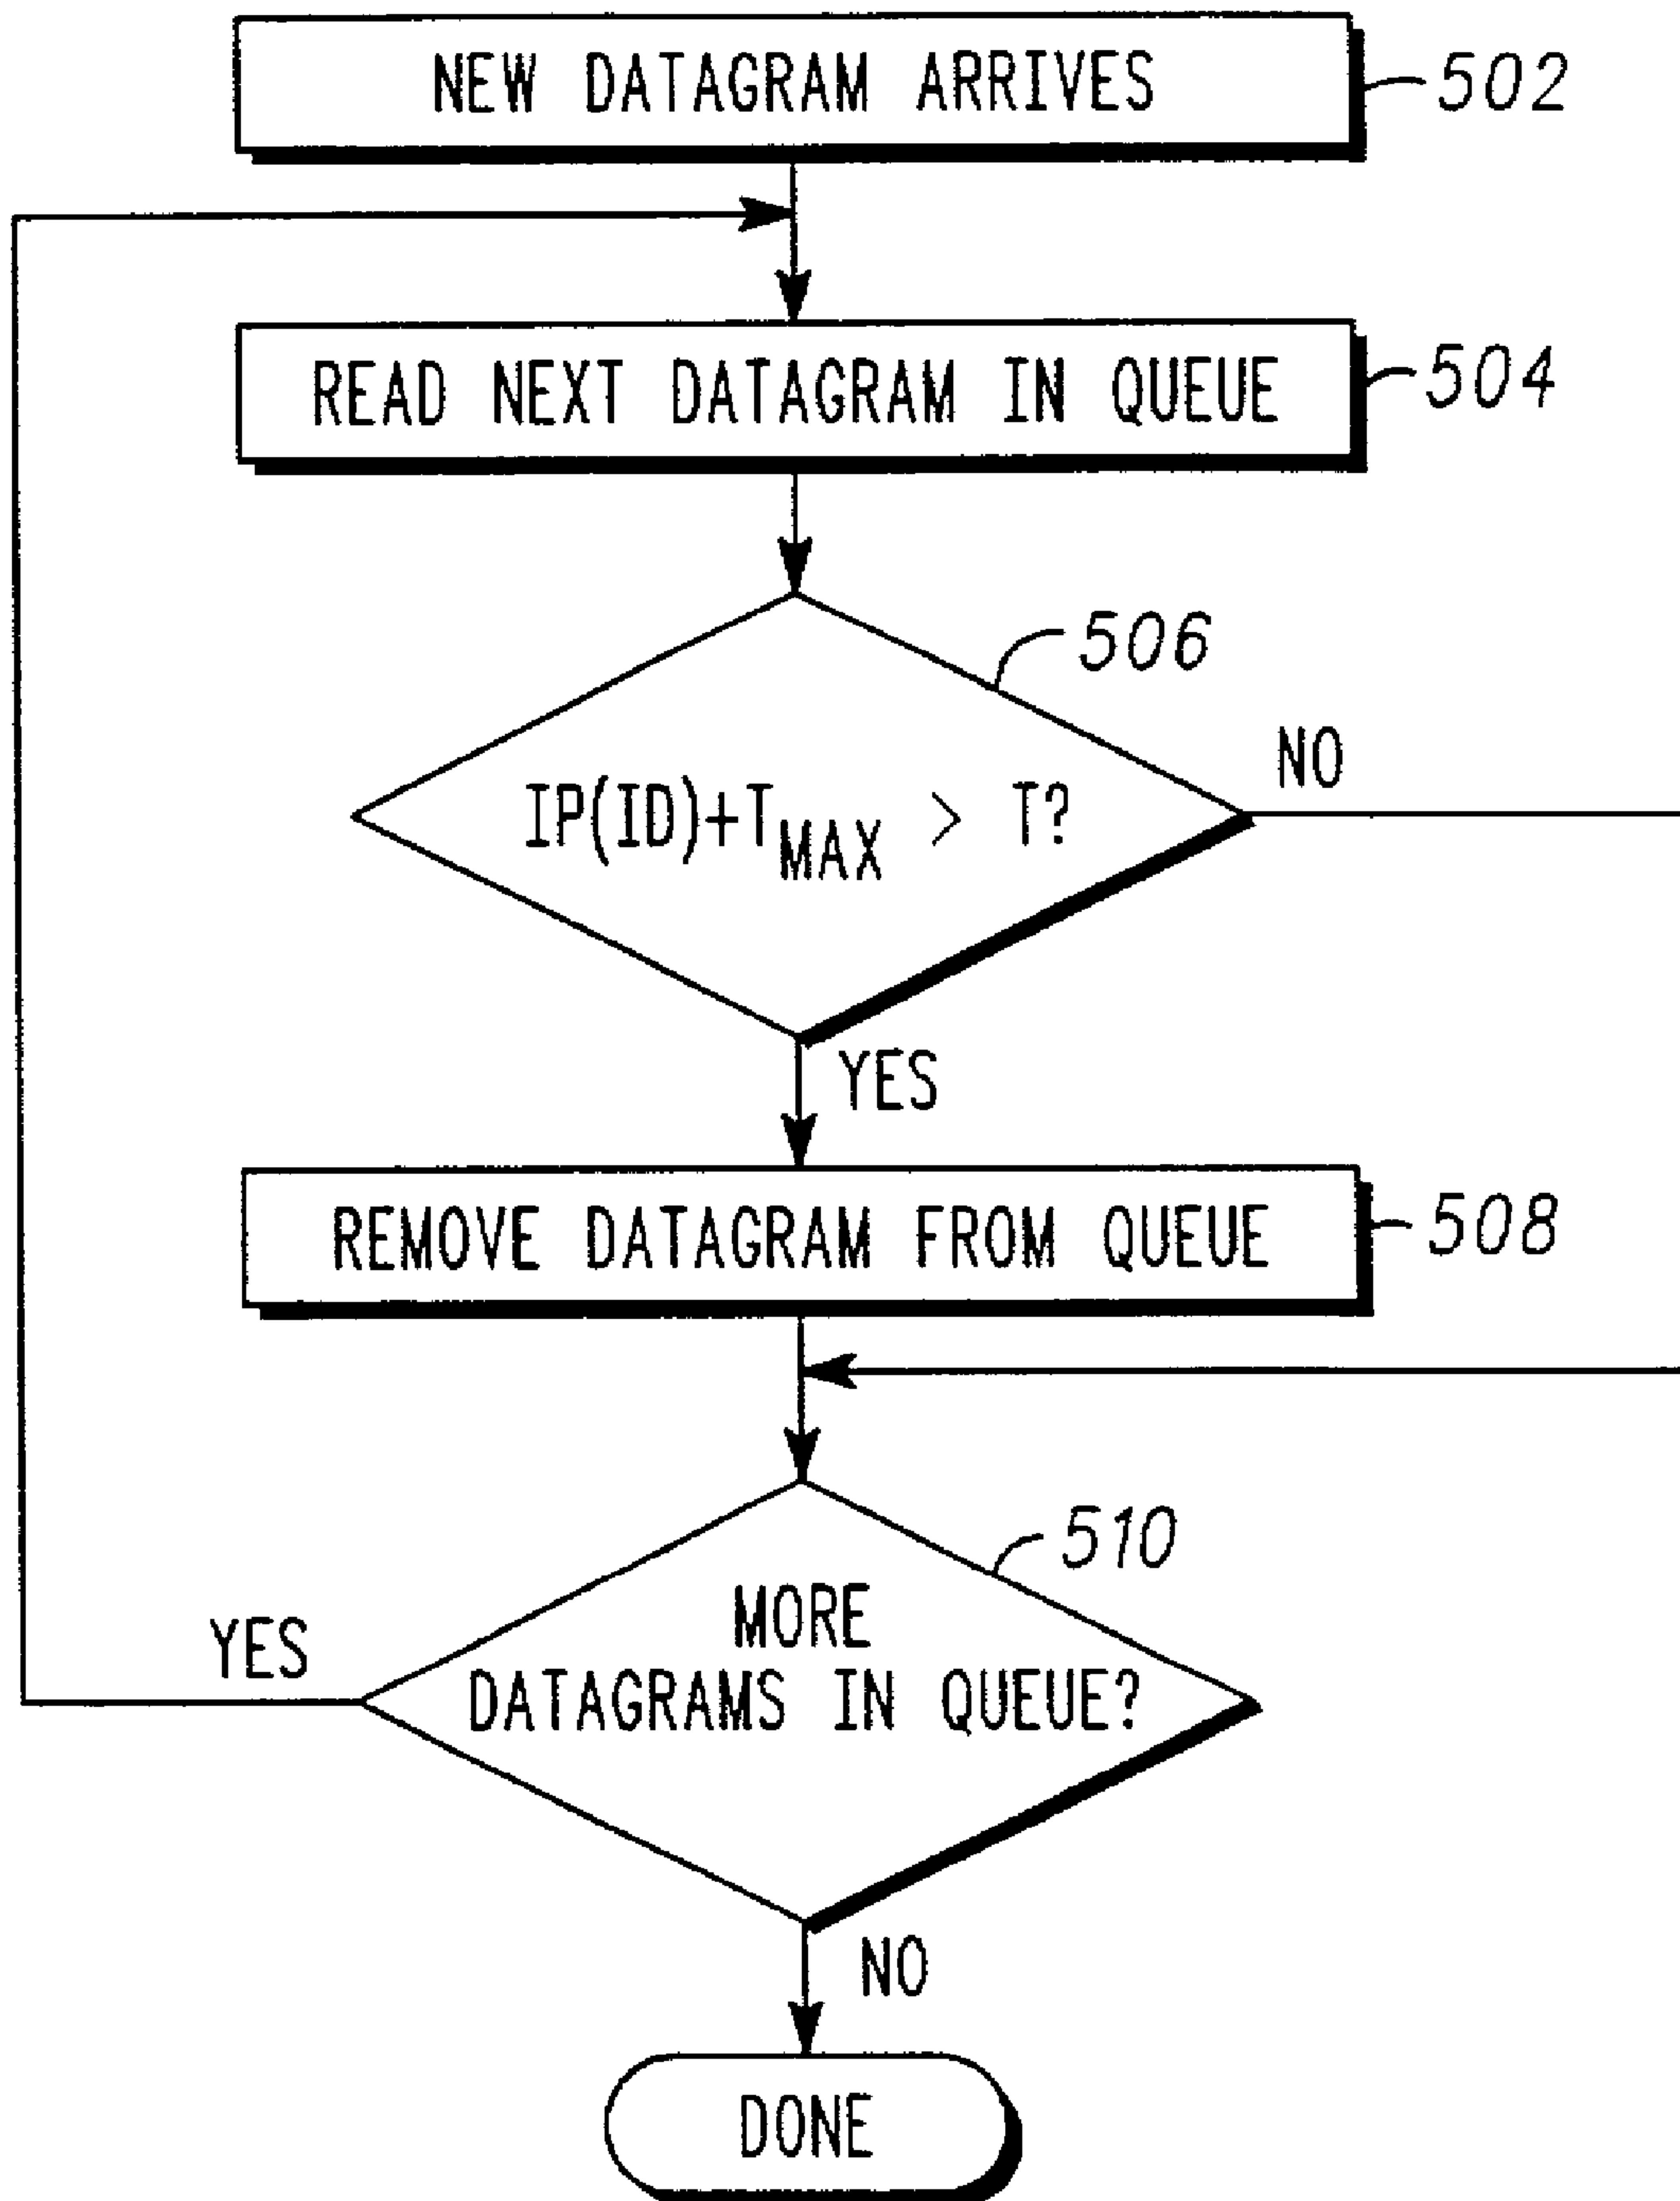 NEW DATAGRAM ARRIVES
502
READ NEXT DATAGRAM IN QUEUE
504
506
IP(ID)+TMAX > T?
NO
YES
REMOVE DATAGRAM FROM QUEUE
508
510
MORE
DATAGRAMS IN QUEUE?
YES
NO
DONE